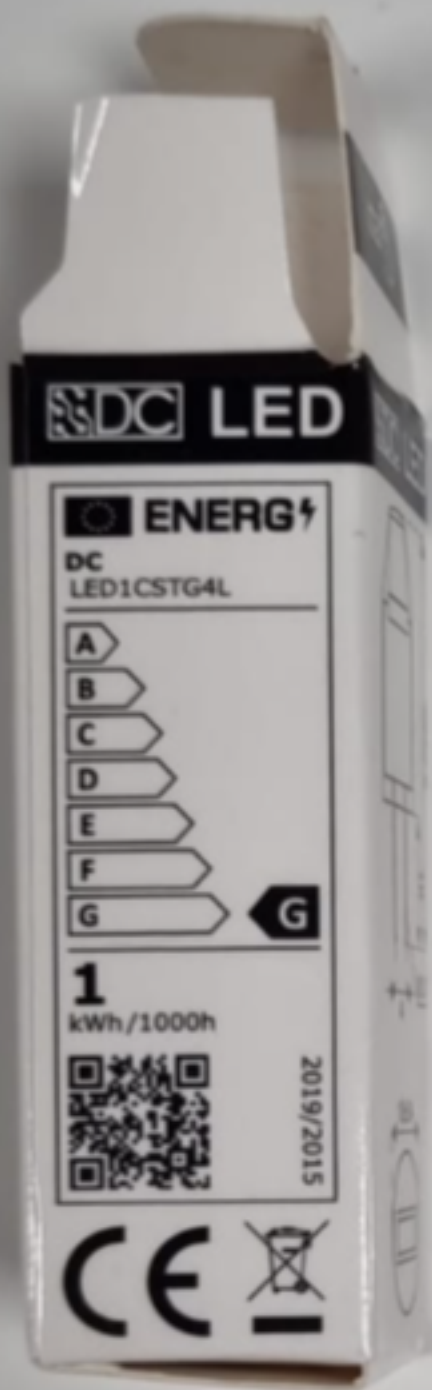 DC LED
ENERG
DC
LED1CSTG4L
A
B
C
D
E
F
G
G
1
kWh/1000h
2019/2015
CE